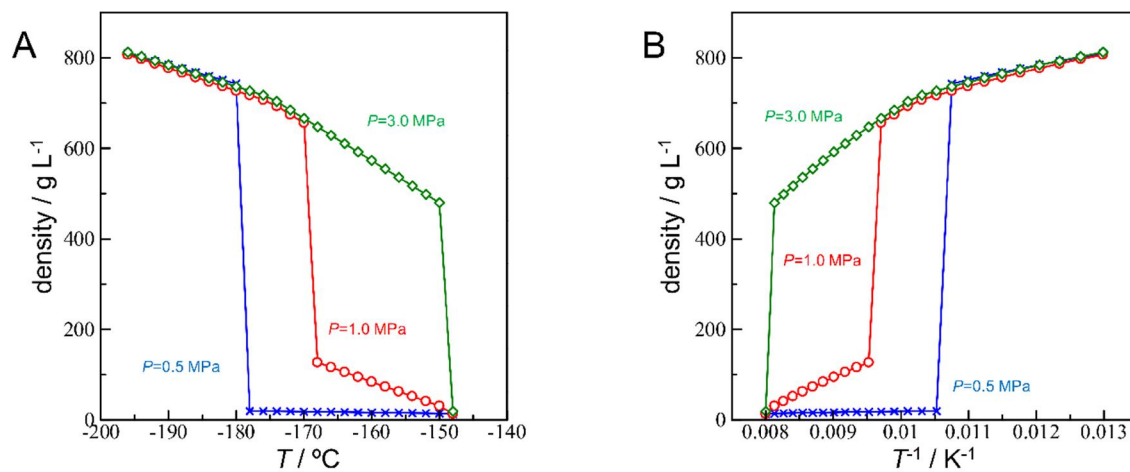 A
density / g L⁻¹
800
600
400
200
0
P=3.0 MPa
P=1.0 MPa
P=0.5 MPa
-200
-190
-180
-170
-160
-150
-140
T / ºC
B
density / g L⁻¹
800
600
400
200
0
P=3.0 MPa
P=1.0 MPa
P=0.5 MPa
0.008
0.009
0.01
0.011
0.012
0.013
T⁻¹ / K⁻¹